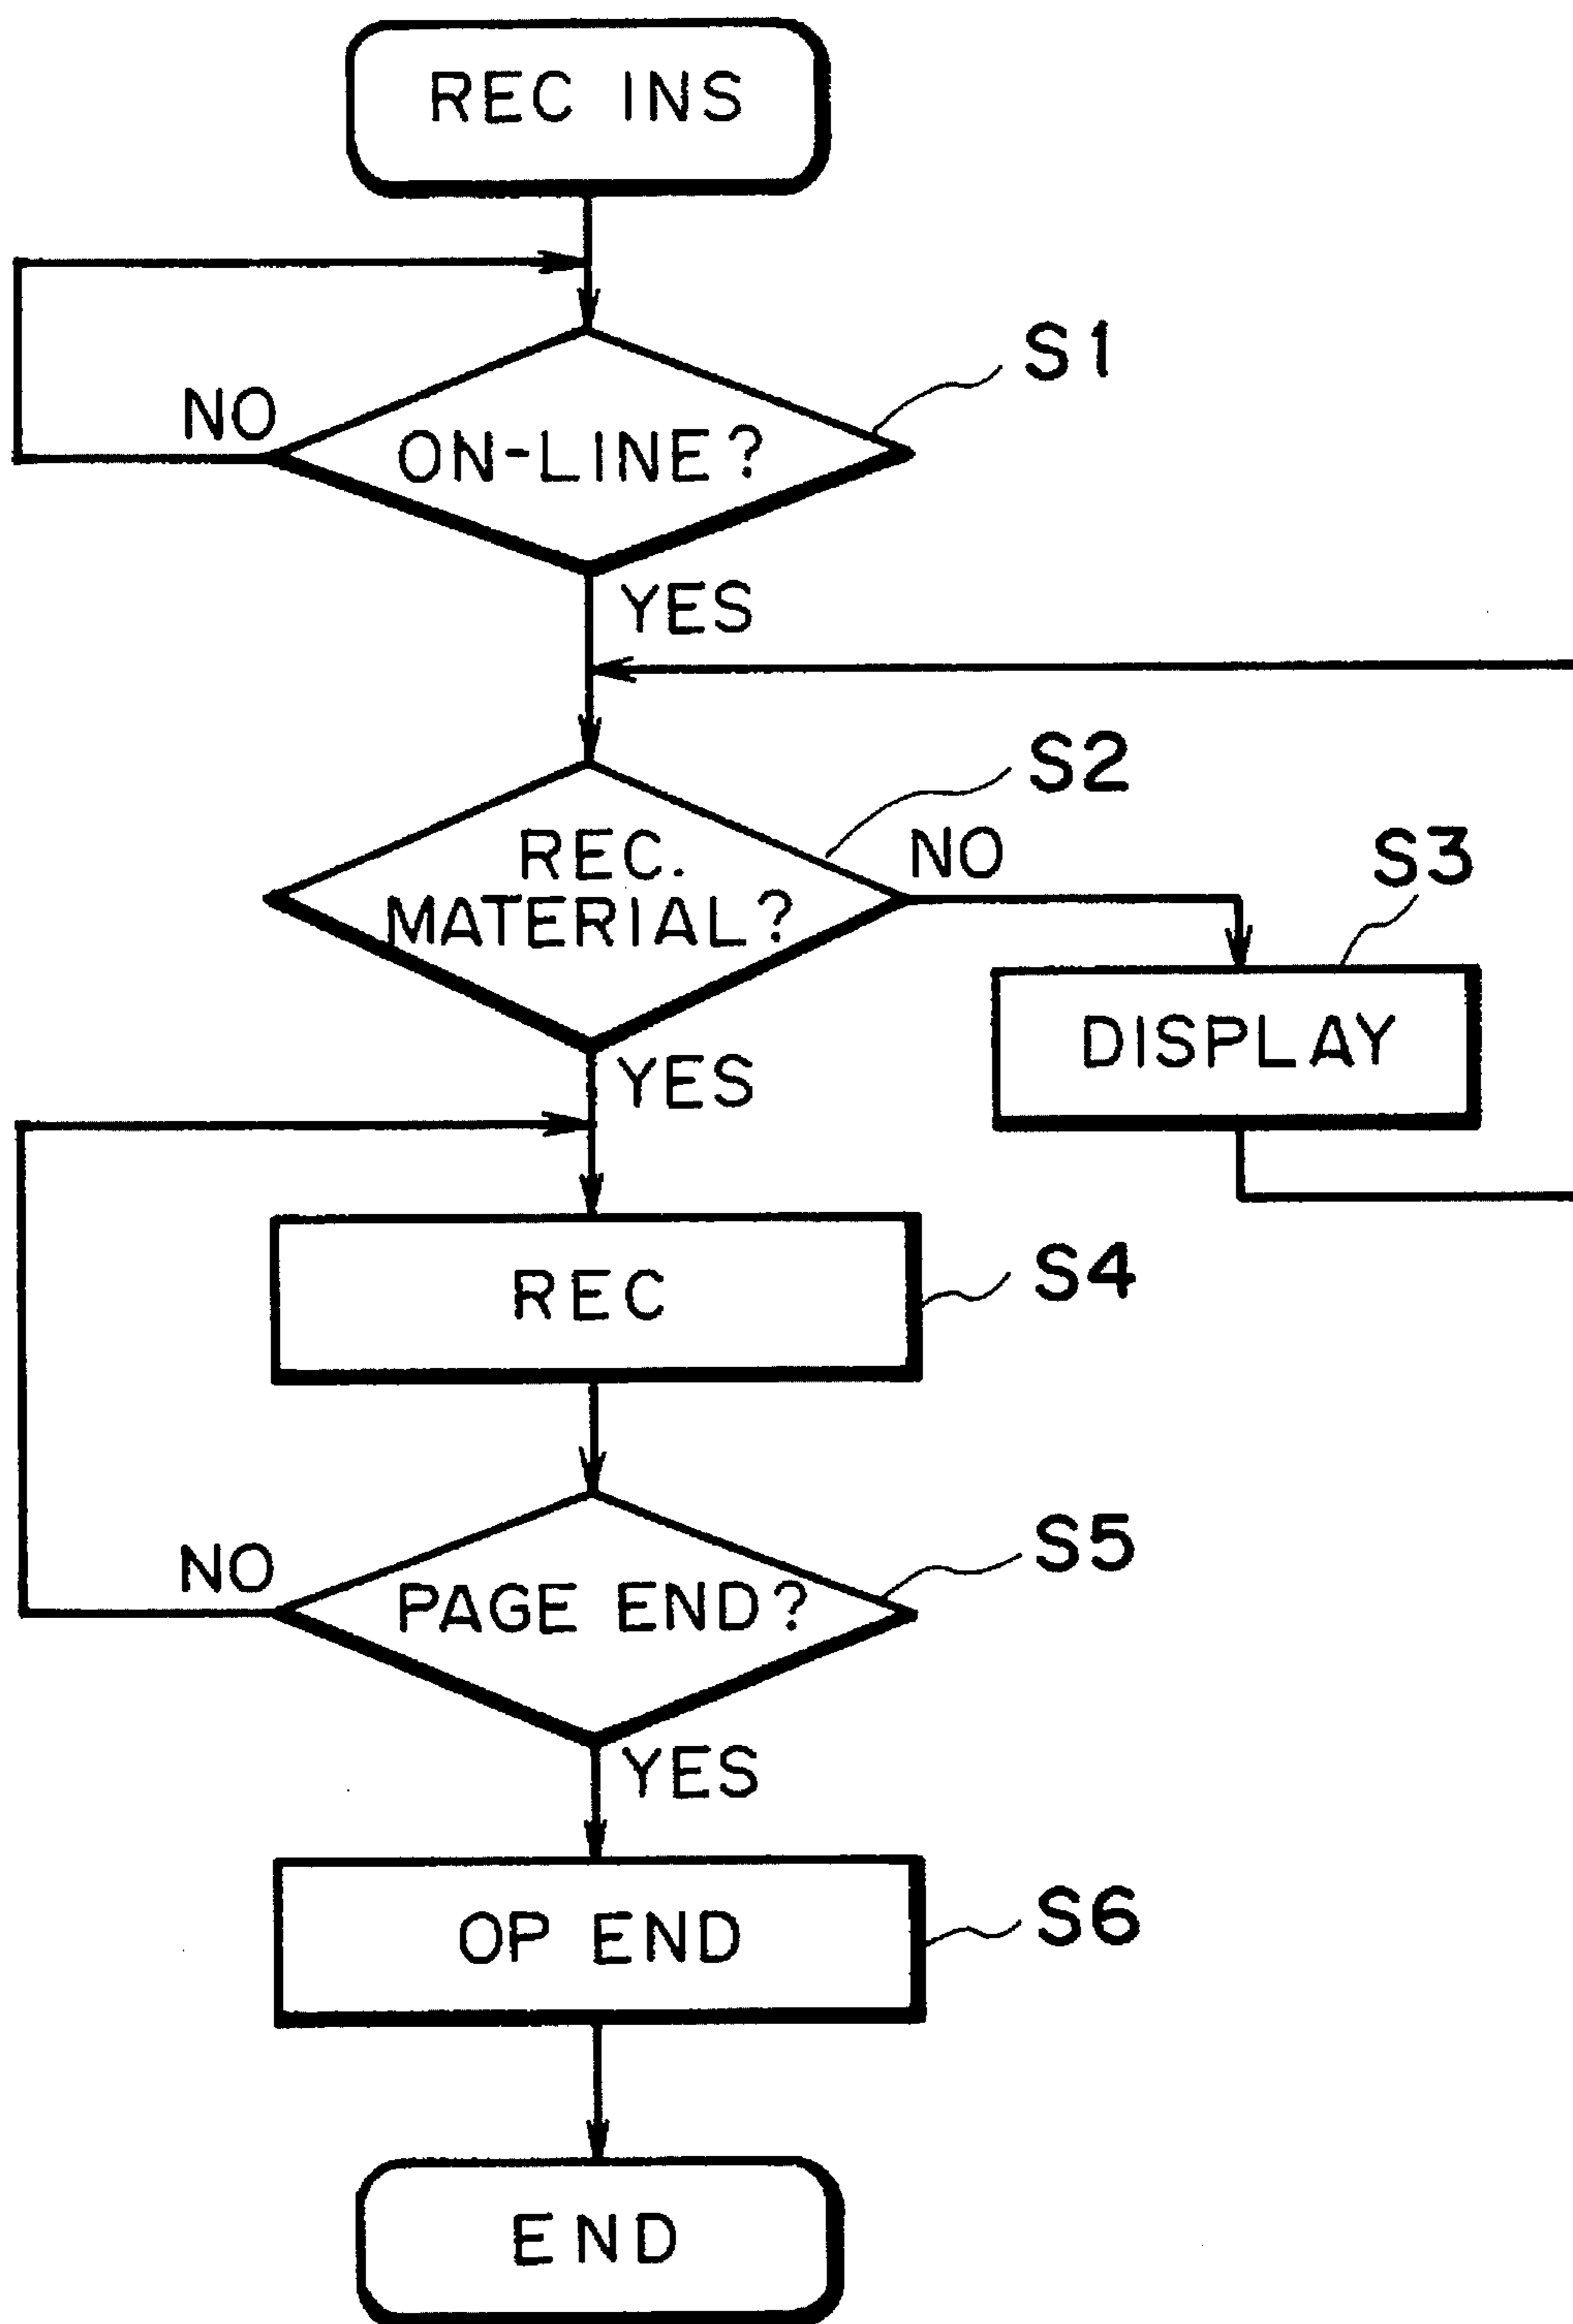 REC INS
S1
NO
ON-LINE?
YES
S2
REC.
MATERIAL?
NO
S3
DISPLAY
YES
REC
S4
S5
NO
PAGE END?
YES
OP END
S6
END